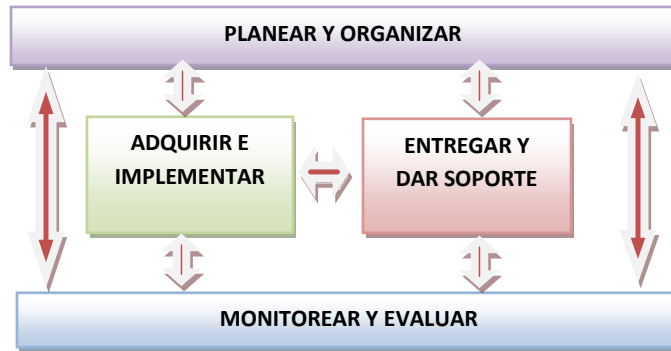 PLANEAR Y ORGANIZAR
ADQUIRIR E
IMPLEMENTAR
ENTREGAR Y
DAR SOPORTE
MONITOREAR Y EVALUAR